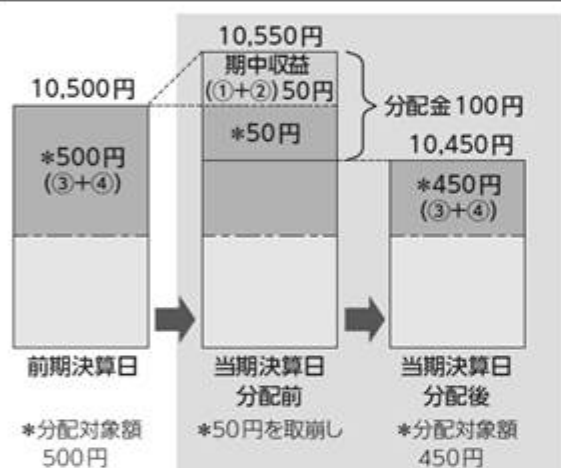 10,550円
期中収益
(①+②)50円
10,500円
分配金100円
*50円
10,450円
*500円
(③+④)
*450円
(③+④)
前期決算日
当期決算日
分配前
当期決算日
分配後
*分配対象額
500円
*50円を取崩し
*分配対象額
450円